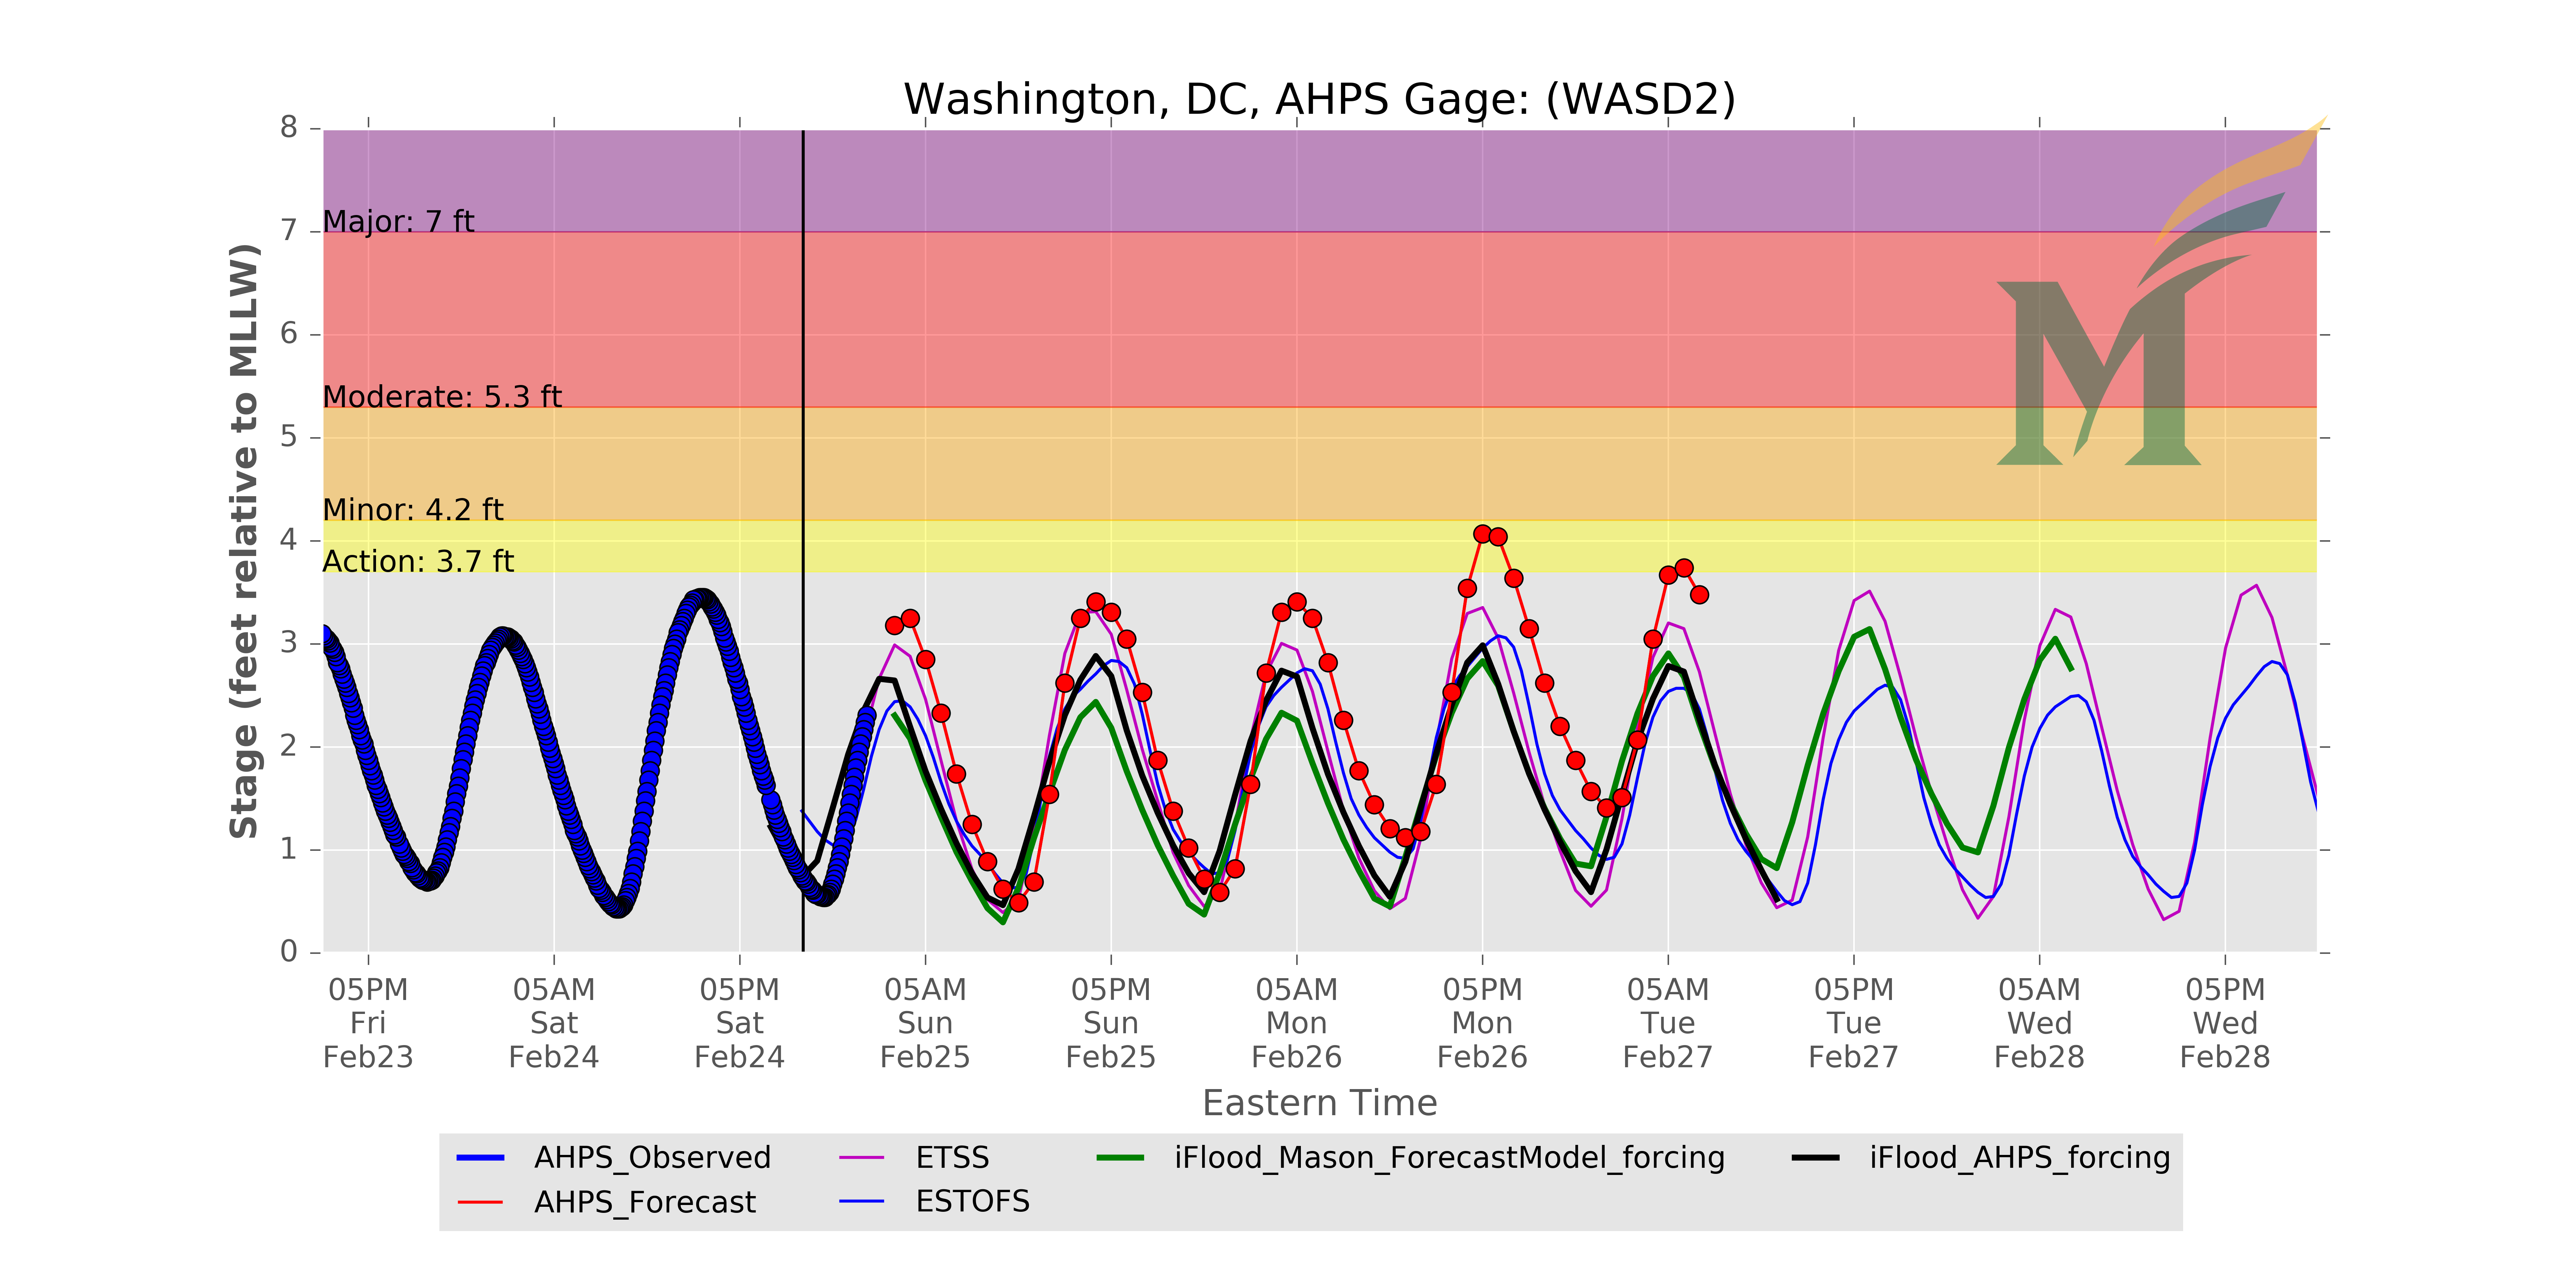 Washington, DC, AHPS Gage: (WASD2)
Stage (feet relative to MLLW)
8
7
6
5
4
3
2
1
0
Major: 7 ft
Moderate: 5.3 ft
Minor: 4.2 ft
Action: 3.7 ft
M
05PM 05AM 05PM 05AM 05PM 05AM 05PM 05AM 05PM 05AM 05PM
Fri Sat Sat Sun Sun Mon Mon Tue Tue Wed Wed
Feb23 Feb24 Feb24 Feb25 Feb25 Feb26 Feb26 Feb27 Feb27 Feb28 Feb28
Eastern Time
AHPS_Observed ETSS iFlood_Mason_ForecastModel_forcing iFlood_AHPS_forcing
AHPS_Forecast ESTOFS